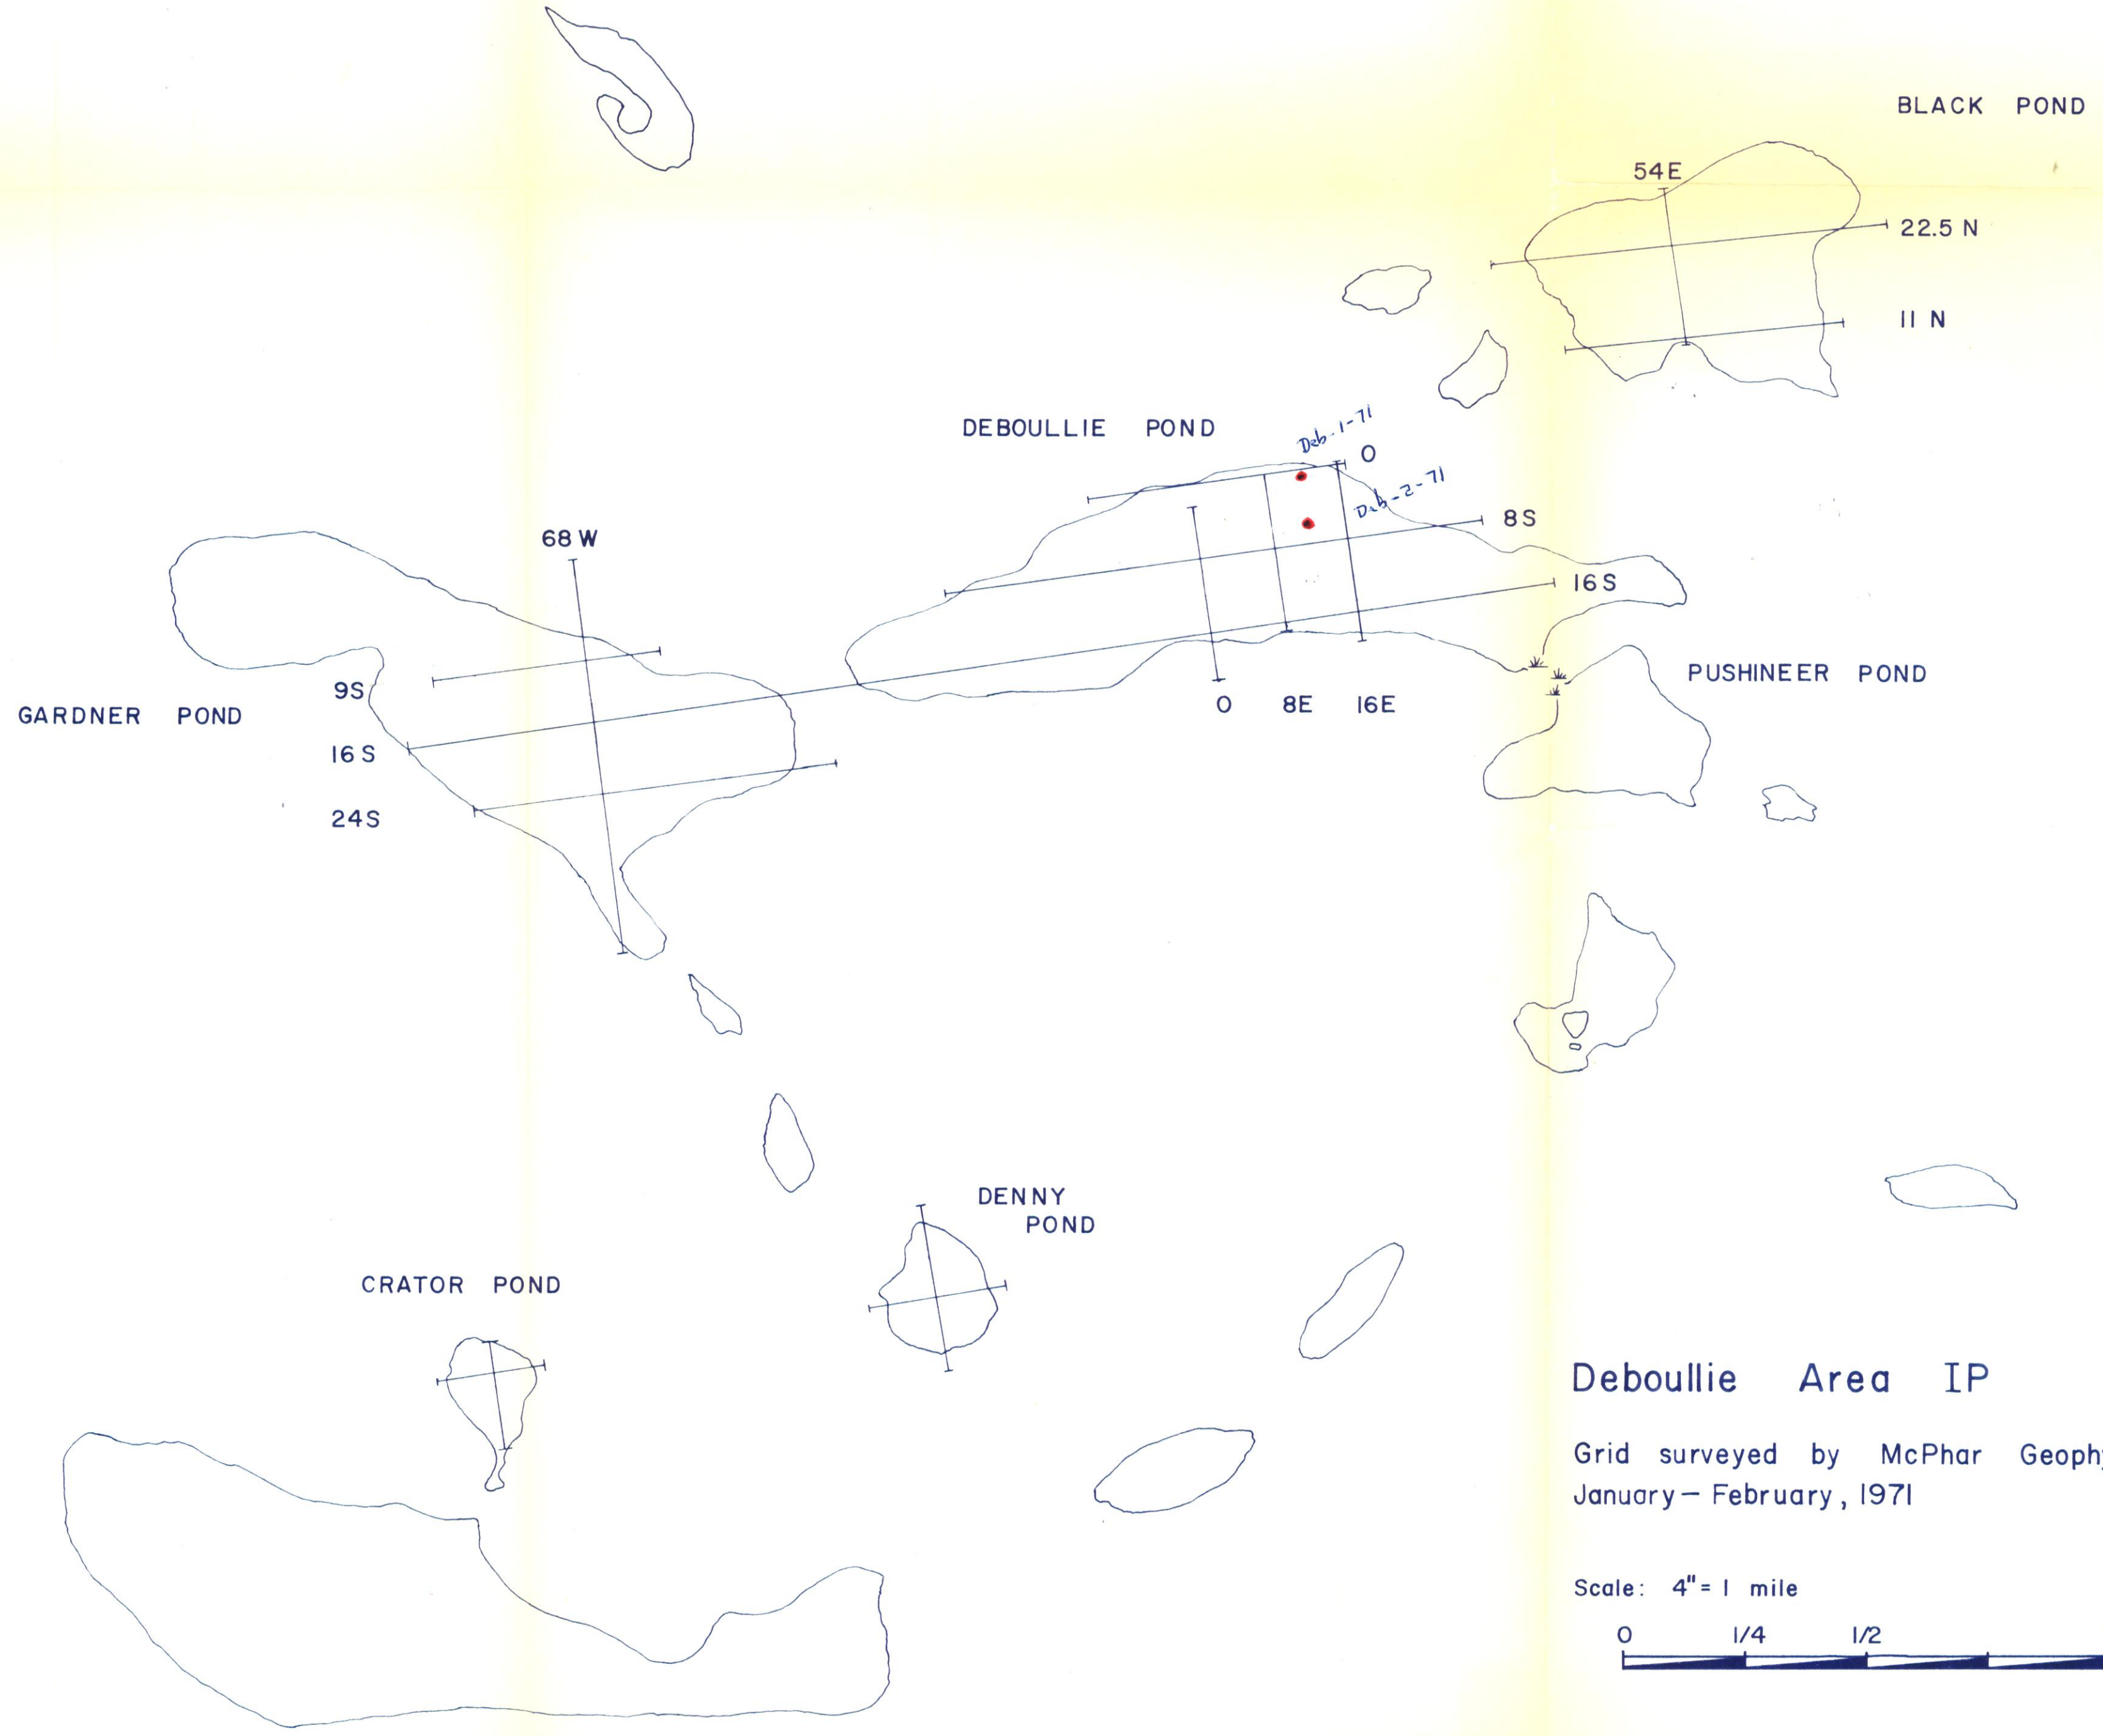 BLACK POND
54E
22.5 N
11 N
DEBOULLIE POND
Deb-1-71
O
Deb-2-71
8S
68W
16S
PUSHINEER POND
9S
GARDNER POND
O 8E 16E
16S
24S
DENNY
POND
CRATOR POND
Deboullie Area IP
Grid surveyed by McPhar Geoph
January – February, 1971
Scale: 4" = 1 mile
0 1/4 1/2